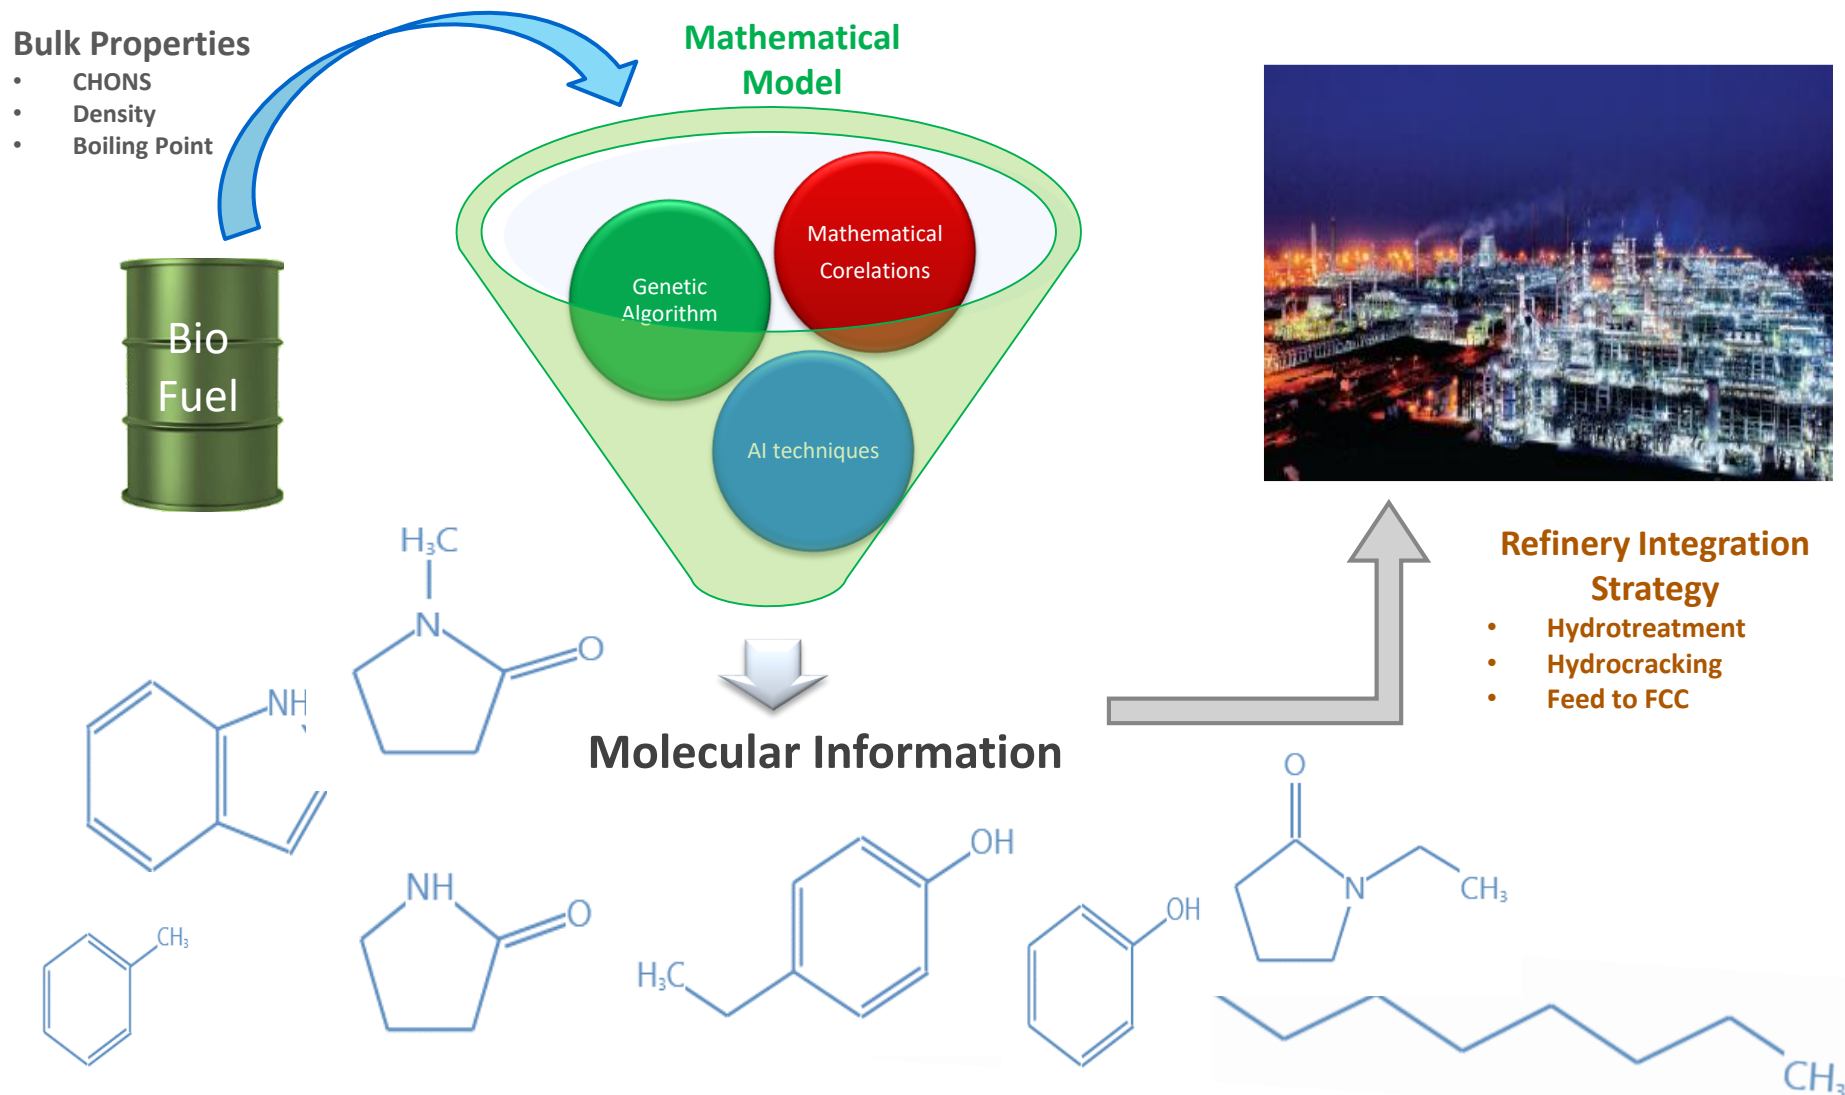 Bulk Properties
• CHONS
• Density
• Boiling Point
Bio
Fuel
Mathematical
Model
Mathematical
Corelations
Genetic
Algorithm
AI techniques
Molecular Information
Refinery Integration
Strategy
• Hydrotreatment
• Hydrocracking
• Feed to FCC
H₃C
N
O
NH
NH
O
CH₃
OH
H₃C
OH
O
N
CH₃
CH₃